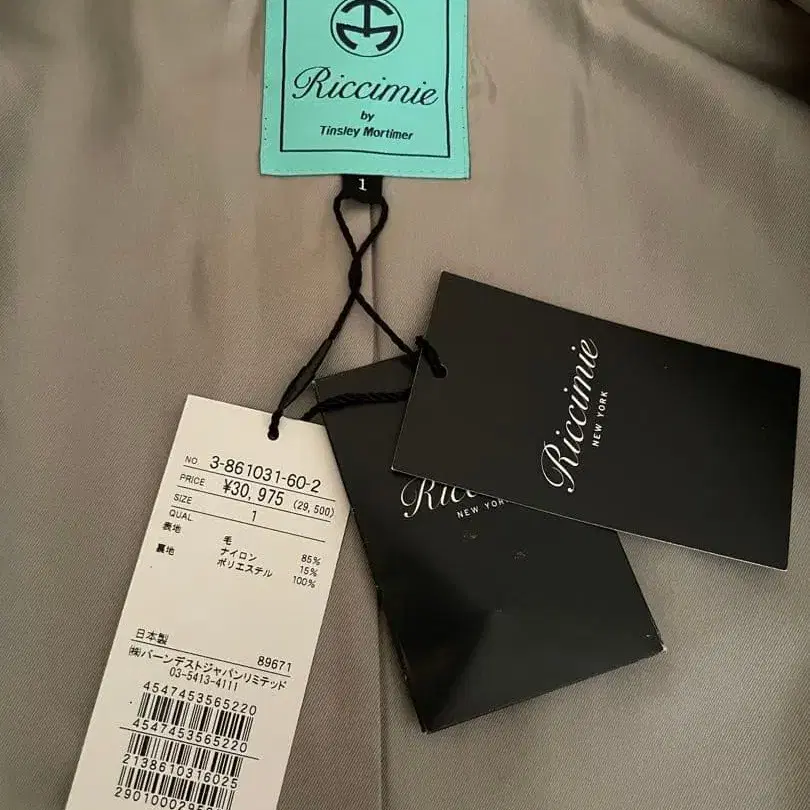 Riccimie
by
Tinsley Mortimer
1
Riccimie
NEW YORK
NEW YORK
NO 3-861031-60-2
PRICE ¥30,975 (29,500)
SIZE 1
QUAL
表地 毛 85%
ナイロン 15%
裏地 ポリエステル 100%
日本製 89671
㈱バーンデストジャパンリミテッド
03-5413-4111
4547453565220
4547453565220
2138610316025